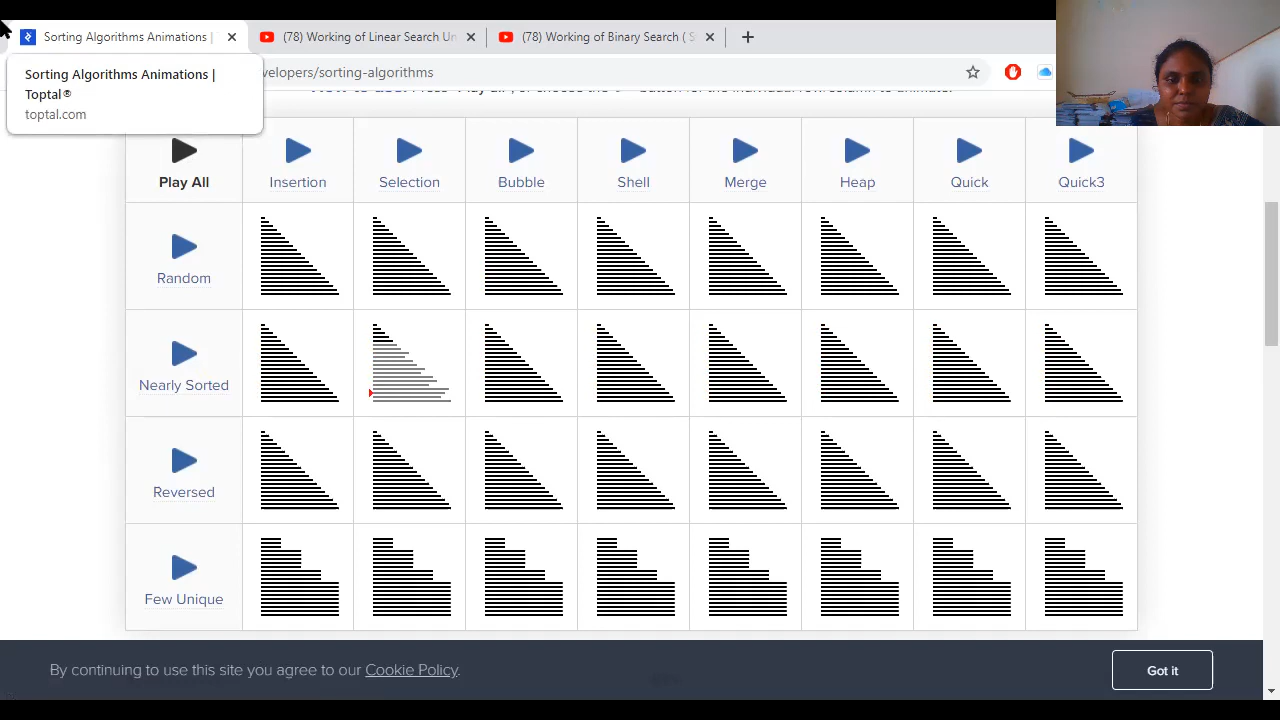 Sorting Algorithms Animations |
(78) Working of Linear Search Un
(78) Working of Binary Search ( S
Sorting Algorithms Animations |
Toptal®
toptal.com
velopers/sorting-algorithms
Play All
Insertion
Selection
Bubble
Shell
Merge
Heap
Quick
Quick3
Random
Nearly Sorted
Reversed
Few Unique
By continuing to use this site you agree to our Cookie Policy.
Got it